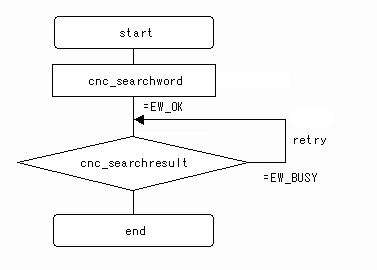 start
cnc_searchword
=EW_OK
retry
cnc_searchresult
=EW_BUSY
end